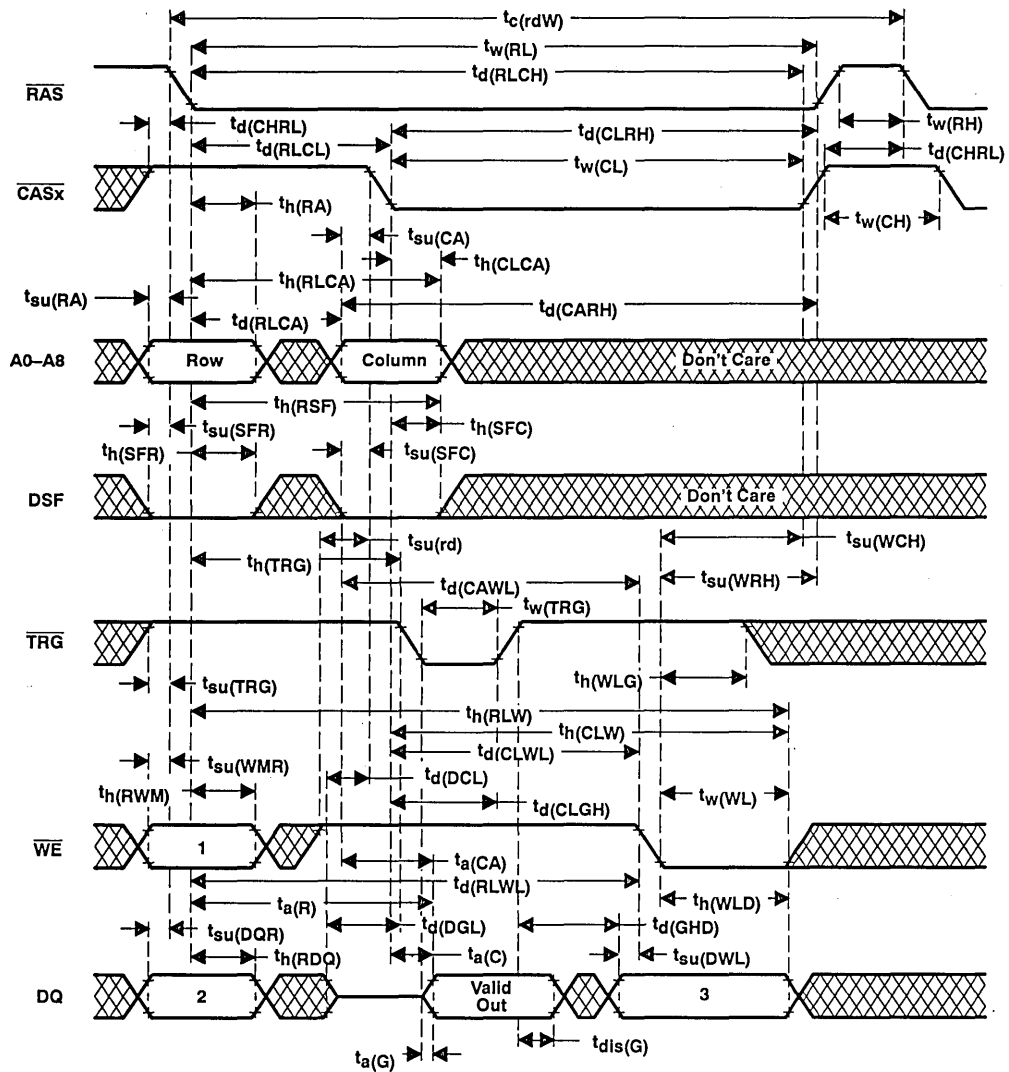 tc(rdW)
tw(RL)
td(RLCH)
RAS
td(CHRL)
td(CLRH)
tw(RH)
td(RLCL)
tw(CL)
td(CHRL)
CASx
th(RA)
tw(CH)
tsu(CA)
th(CLCA)
th(RLCA)
tsu(RA)
td(CARH)
td(RLCA)
A0–A8
Row
Column
Don't Care
th(RSF)
tsu(SFR)
th(SFC)
th(SFR)
tsu(SFC)
DSF
Don't Care
tsu(rd)
tsu(WCH)
th(TRG)
tsu(WRH)
td(CAWL)
tw(TRG)
TRG
th(WLG)
tsu(TRG)
th(RLW)
th(CLW)
td(CLWL)
tsu(WMR)
td(DCL)
th(RWM)
tw(WL)
td(CLGH)
WE
1
ta(CA)
td(RLWL)
th(WLD)
ta(R)
tsu(DQR)
td(DGL)
td(GHD)
th(RDQ)
ta(C)
tsu(DWL)
DQ
2
Valid
Out
3
ta(G)
tdis(G)